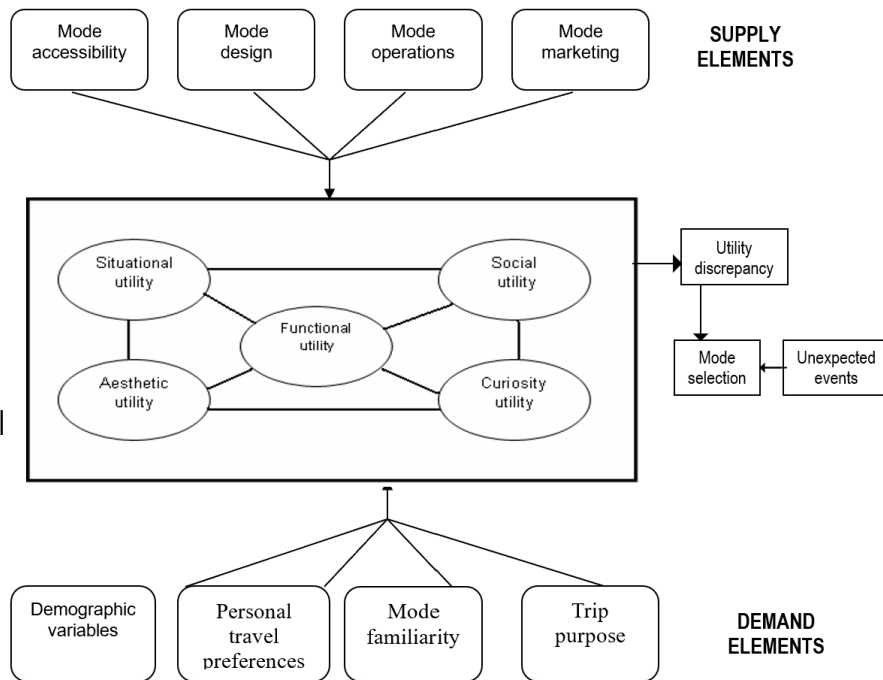 Mode
accessibility
Mode
design
Mode
operations
Mode
marketing
SUPPLY
ELEMENTS
Situational
utility
Social
utility
Functional
utility
Aesthetic
utility
Curiosity
utility
Utility
discrepancy
Mode
selection
Unexpected
events
Demographic
variables
Personal
travel
preferences
Mode
familiarity
Trip
purpose
DEMAND
ELEMENTS